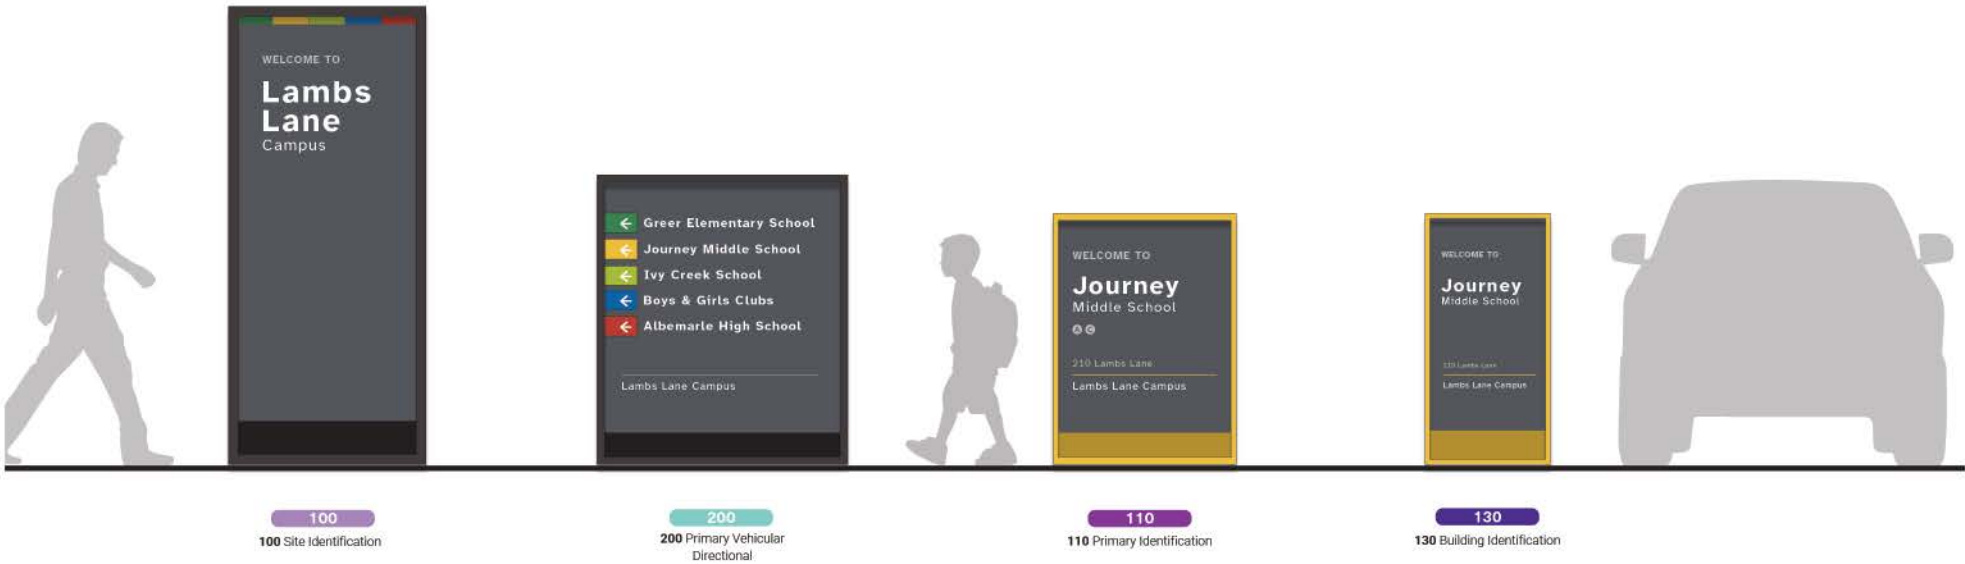 WELCOME TO
Lambs
Lane
Campus
Greer Elementary School
Journey Middle School
Ivy Creek School
Boys & Girls Clubs
Albemarle High School
Lambs Lane Campus
WELCOME TO
Journey
Middle School
A C
210 Lambs Lane
Lambs Lane Campus
WELCOME TO
Journey
Middle School
Lambs Lane
Lambs Lane Campus
100
100 Site Identification
200
200 Primary Vehicular
Directional
110
110 Primary Identification
130
130 Building Identification